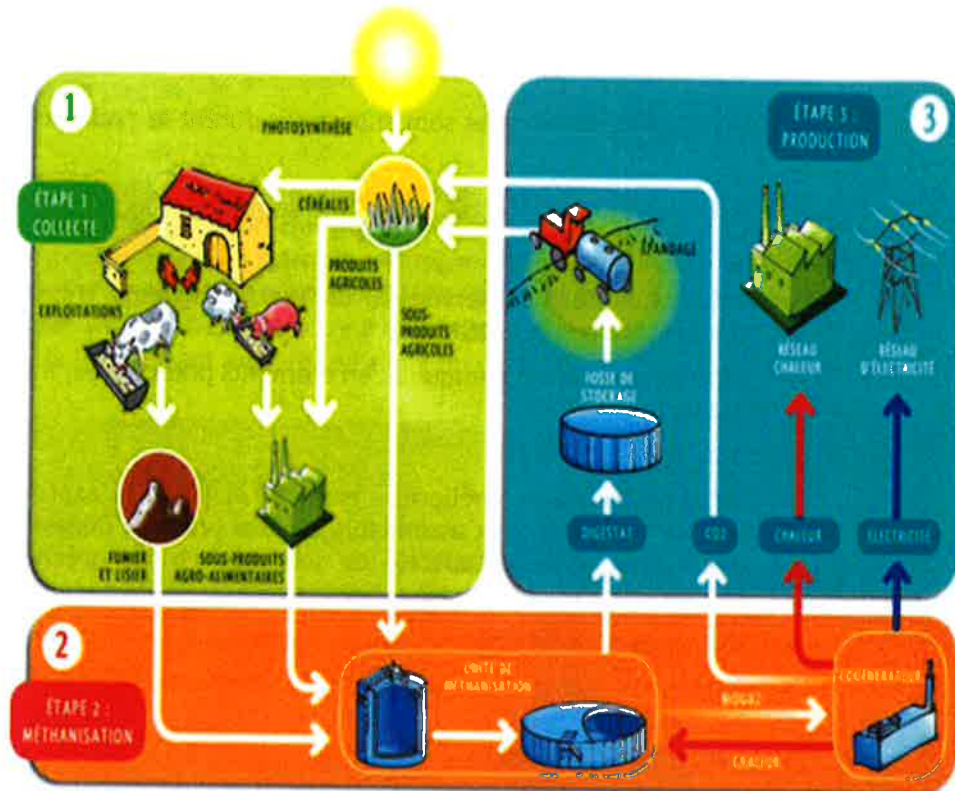 1
PHOTOSYNTHÈSE
ÉTAPE 1 :
COLLECTE
CÉRÉALES
EXPLOITATIONS
PRODUITS
AGRICOLES
SOUS-
PRODUITS
AGRICOLES
FUMIER
ET LISIER
SOUS-PRODUITS
AGRO-ALIMENTAIRES
3
ÉTAPE 3 :
PRODUCTION
ÉPANDAGE
FOSSE DE
STOCKAGE
RÉSEAU
CHALEUR
RÉSEAU
D'ÉLECTRICITÉ
DIGESTAT
CO2
CHALEUR
ÉLECTRICITÉ
2
ÉTAPE 2 :
MÉTHANISATION
UNITÉ DE
MÉTHANISATION
BIOGAZ
CHALEUR
COGÉNÉRATEUR